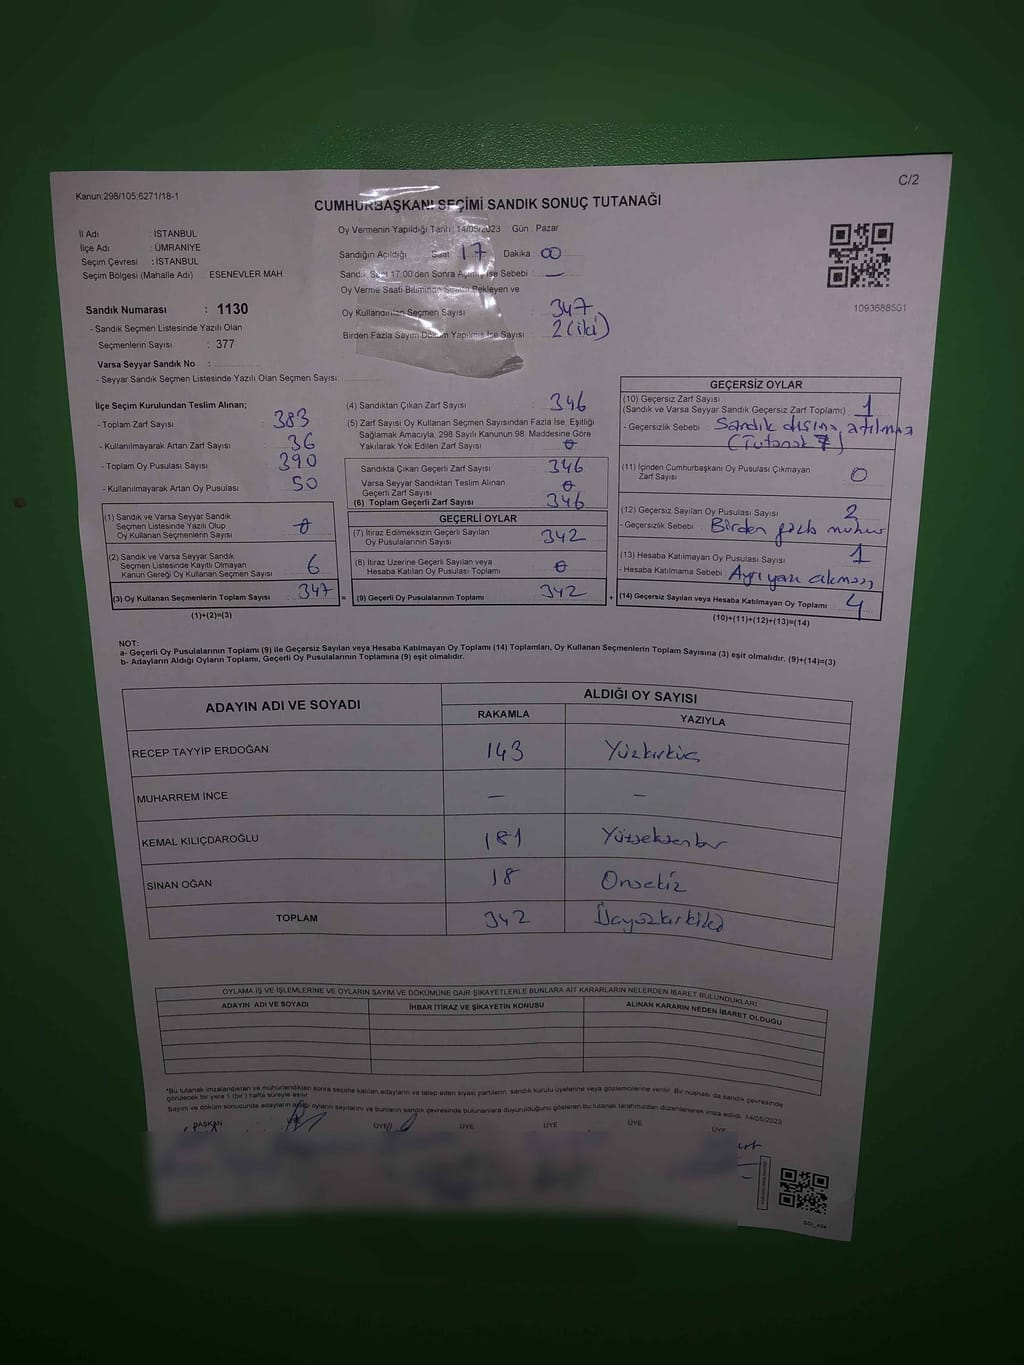 C/2
Kanun:298/105;6271/18-1
CUMHURBAŞKANI SEÇİMİ SANDIK SONUÇ TUTANAĞI
İl Adı : İSTANBUL
İlçe Adı : ÜMRANİYE
Seçim Çevresi : İSTANBUL
Seçim Bölgesi (Mahalle Adı) : ESENEVLER MAH.
Sandık Numarası : 1130
- Sandık Seçmen Listesinde Yazılı Olan
Seçmenlerin Sayısı : 377
Varsa Seyyar Sandık No :
- Seyyar Sandık Seçmen Listesinde Yazılı Olan Seçmen Sayısı:
Oy Vermenin Yapıldığı Tarih : 14/05/2023 Gün : Pazar
Sandığın Açıldığı Saat : 17 Dakika : 00
Sandık Saat 17:00'den Sonra Açılmış İse Sebebi : —
Oy Verme Saati Bitiminde Sırada Bekleyen ve
Oy Kullandırılan Seçmen Sayısı : 347
Birden Fazla Sayım Döküm Yapılmış İse Sayısı : 2 (iki)
1093688501
İlçe Seçim Kurulundan Teslim Alınan;
- Toplam Zarf Sayısı : 383
- Kullanılmayarak Artan Zarf Sayısı : 36
- Toplam Oy Pusulası Sayısı : 390
- Kullanılmayarak Artan Oy Pusulası : 50
(1) Sandık ve Varsa Seyyar Sandık
Seçmen Listesinde Yazılı Olup
Oy Kullanan Seçmenlerin Sayısı : 0
(2) Sandık ve Varsa Seyyar Sandık
Seçmen Listesinde Kayıtlı Olmayan
Kanun Gereği Oy Kullanan Seçmen Sayısı : 6
(3) Oy Kullanan Seçmenlerin Toplam Sayısı : 347 =
(1)+(2)=(3)
(4) Sandıktan Çıkan Zarf Sayısı : 346
(5) Zarf Sayısı Oy Kullanan Seçmen Sayısından Fazla İse, Eşitliği
Sağlamak Amacıyla, 298 Sayılı Kanunun 98. Maddesine Göre
Yakılarak Yok Edilen Zarf Sayısı : 0
Sandıkta Çıkan Geçerli Zarf Sayısı : 346
Varsa Seyyar Sandıktan Teslim Alınan
Geçerli Zarf Sayısı : 0
(6) Toplam Geçerli Zarf Sayısı : 346
GEÇERLİ OYLAR
(7) İtiraz Edilmeksizin Geçerli Sayılan
Oy Pusulalarının Sayısı : 342
(8) İtiraz Üzerine Geçerli Sayılan veya
Hesaba Katılan Oy Pusulası Toplamı : 0
(9) Geçerli Oy Pusulalarının Toplamı : 342 +
GEÇERSİZ OYLAR
(10) Geçersiz Zarf Sayısı
(Sandık ve Varsa Seyyar Sandık Geçersiz Zarf Toplamı) : 1
- Geçersizlik Sebebi : Sandık dışına atılması
(Tutanak 7)
(11) İçinden Cumhurbaşkanı Oy Pusulası Çıkmayan
Zarf Sayısı : 0
(12) Geçersiz Sayılan Oy Pusulası Sayısı : 2
- Geçersizlik Sebebi : Birden fazla mühür
(13) Hesaba Katılmayan Oy Pusulası Sayısı : 1
- Hesaba Katılmama Sebebi : Ayrı yazı çıkması
(14) Geçersiz Sayılan veya Hesaba Katılmayan Oy Toplamı : 4
(10)+(11)+(12)+(13)=(14)
NOT:
a- Geçerli Oy Pusulalarının Toplamı (9) ile Geçersiz Sayılan veya Hesaba Katılmayan Oy Toplamı (14) Toplamları, Oy Kullanan Seçmenlerin Toplam Sayısına (3) eşit olmalıdır. (9)+(14)=(3)
b- Adayların Aldığı Oyların Toplamı, Geçerli Oy Pusulalarının Toplamına (9) eşit olmalıdır.
ADAYIN ADI VE SOYADI ALDIĞI OY SAYISI
RAKAMLA YAZIYLA
RECEP TAYYİP ERDOĞAN 143 Yüzkırküç
MUHARREM İNCE — —
KEMAL KILIÇDAROĞLU 181 Yüzseksenbir
SİNAN OĞAN 18 Onsekiz
TOPLAM 342 Üçyüzkırkiki
OYLAMA İŞ VE İŞLEMLERİNE VE OYLARIN SAYIM VE DÖKÜMÜNE DAİR ŞİKAYETLERLE BUNLARA AİT KARARLARIN NELERDEN İBARET BULUNDUKLARI
ADAYIN ADI VE SOYADI İHBAR İTİRAZ VE ŞİKAYETİN KONUSU ALINAN KARARIN NEDEN İBARET OLDUĞU
*Bu tutanak imzalandıktan ve mühürlendikten sonra seçime katılan adayların ve talep eden siyasi partilerin, sandık kurulu üyelerine veya gözlemcilerine verilir. Bir nüshası da sandık çevresinde
görülecek bir yere 1 (bir) hafta süreyle asılır.
Sayım ve döküm sonucunda adayların aldığı oyların sayılarını ve bunların sandık çevresinde bulunanlara duyurulduğunu gösteren bu tutanak tarafımızdan düzenlenerek imza edildi. 14/05/2023
BAŞKAN ÜYE ÜYE ÜYE ÜYE ÜYE ÜYE